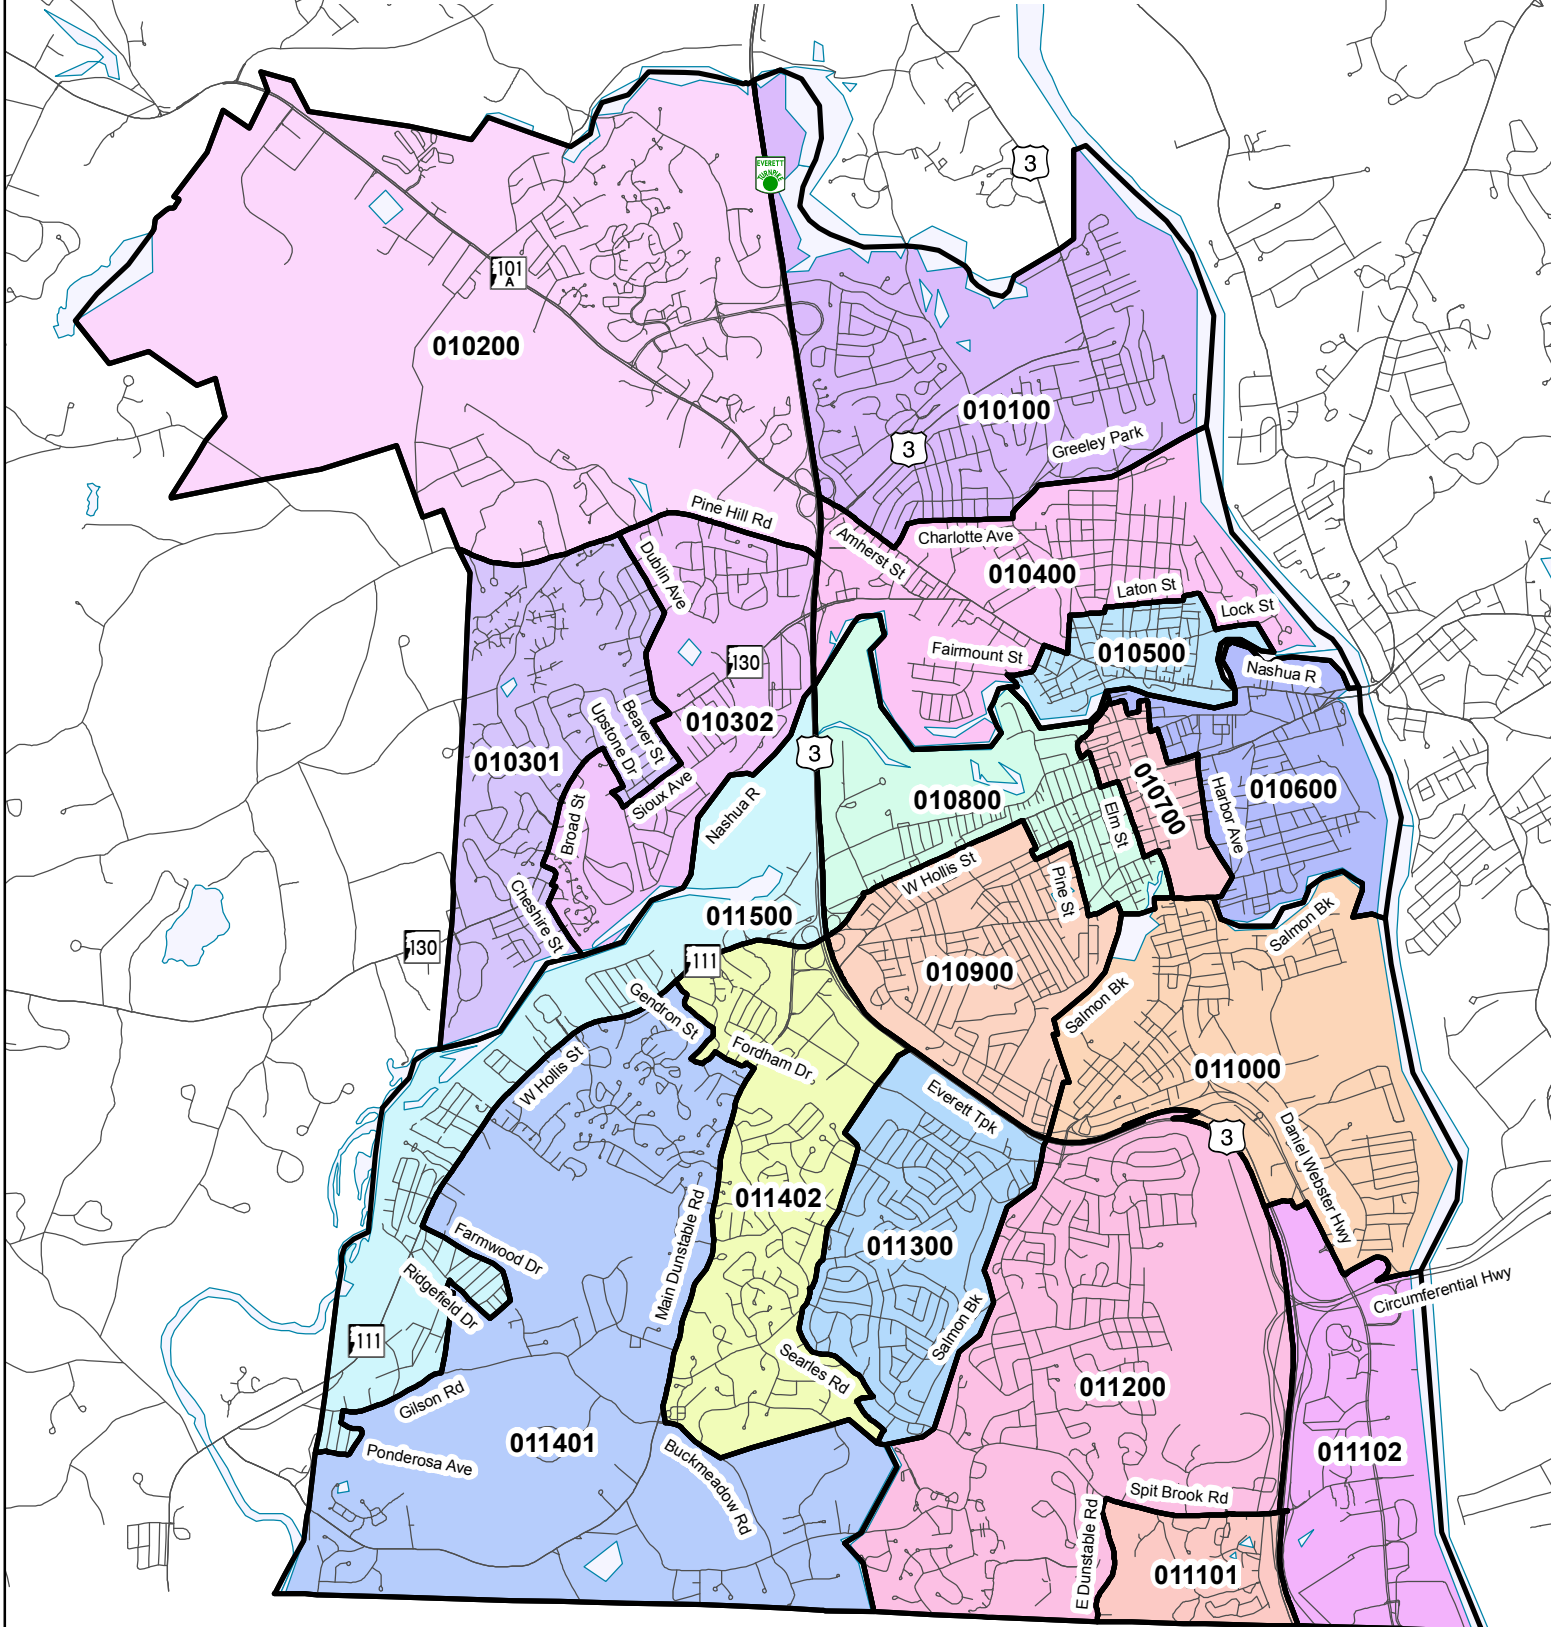 3
EVERETT
TURNPIKE
101
A
010200
010100
3
Greeley Park
Pine Hill Rd
Amherst St
Charlotte Ave
Dublin Ave
010400
Laton St
Lock St
130
Fairmount St
010500
Nashua R
010302
Beaver St
Upstone Dr
3
010301
Sioux Ave
Broad St
Nashua R
010800
010700
Elm St
Harbor Ave
010600
W Hollis St
Pine St
Cheshire St
011500
Salmon Bk
130
111
010900
Gendron St
Salmon Bk
Fordham Dr
W Hollis St
011000
Everett Tpk
3
Daniel Webster Hwy
011402
Main Dunstable Rd
Farmwood Dr
011300
Ridgefield Dr
Circumferential Hwy
111
Salmon Bk
Searles Rd
011200
Gilson Rd
011401
011102
Ponderosa Ave
Buckmeadow Rd
Spit Brook Rd
E Dunstable Rd
011101